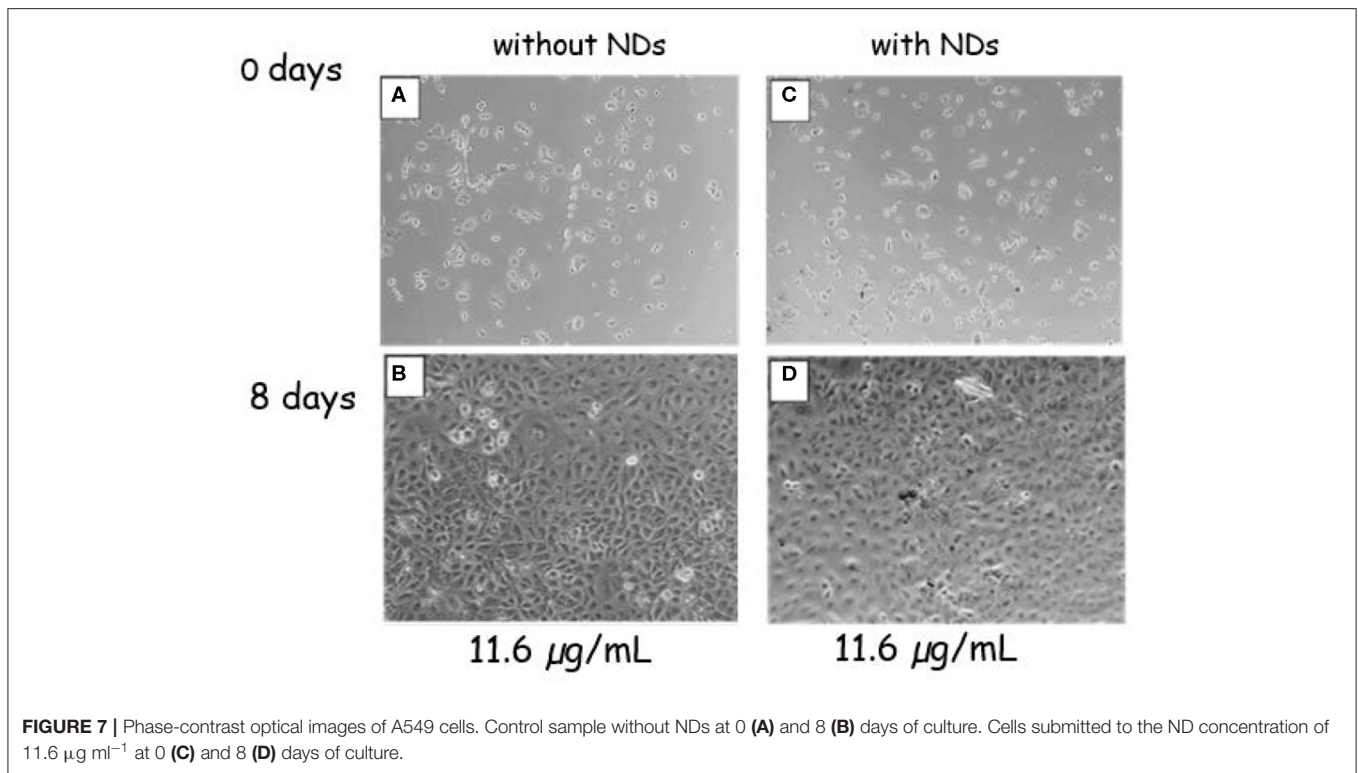 without NDs
with NDs
0 days
A
C
8 days
B
D
11.6 µg/mL
11.6 µg/mL
FIGURE 7 | Phase-contrast optical images of A549 cells. Control sample without NDs at 0 (A) and 8 (B) days of culture. Cells submitted to the ND concentration of
11.6 µg ml⁻¹ at 0 (C) and 8 (D) days of culture.